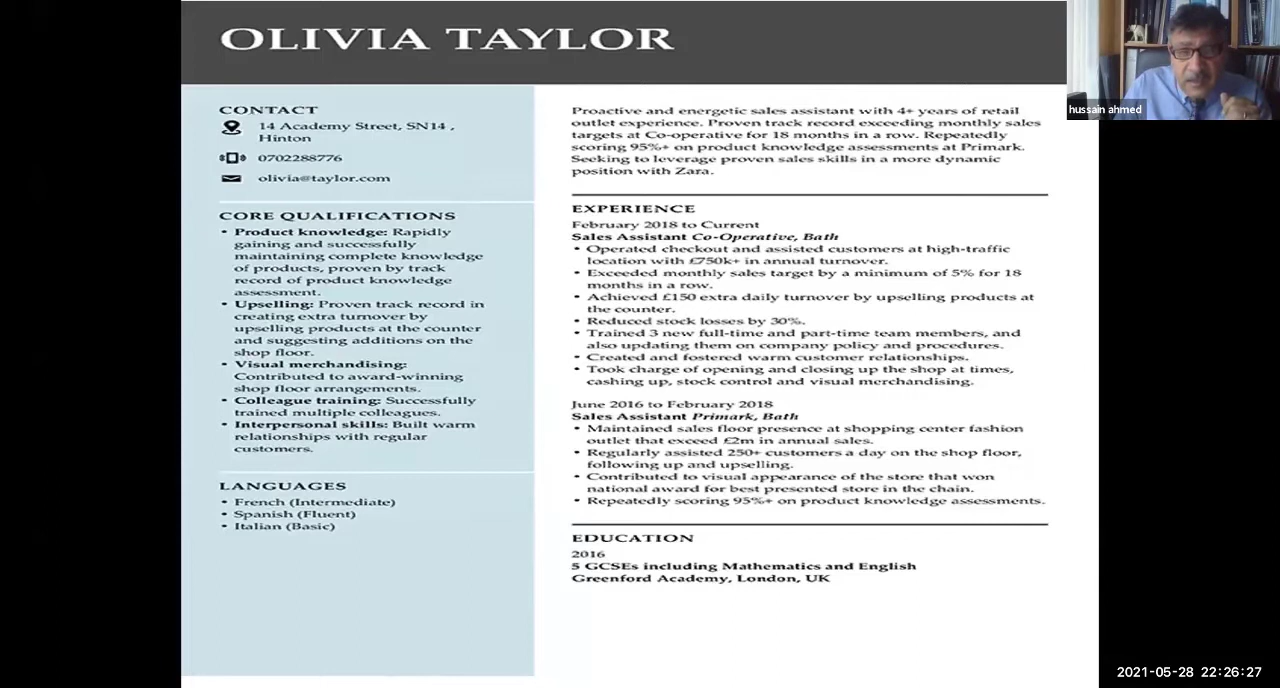 OLIVIA TAYLOR
CONTACT
14 Academy Street, SN14 ,
Hinton
0702288776
olivia@taylor.com
CORE QUALIFICATIONS
• Product knowledge: Rapidly
gaining and successfully
maintaining complete knowledge
of products, proven by track
record of product knowledge
assessment.
• Upselling: Proven track record in
creating extra turnover by
upselling products at the counter
and suggesting additions on the
shop floor.
• Visual merchandising:
Contributed to award-winning
shop floor arrangements.
• Colleague training: Successfully
trained multiple colleagues.
• Interpersonal skills: Built warm
relationships with regular
customers.
LANGUAGES
• French (Intermediate)
• Spanish (Fluent)
• Italian (Basic)
Proactive and energetic sales assistant with 4+ years of retail
outlet experience. Proven track record exceeding monthly sales
targets at Co-operative for 18 months in a row. Repeatedly
scoring 95%+ on product knowledge assessments at Primark.
Seeking to leverage proven sales skills in a more dynamic
position with Zara.
EXPERIENCE
February 2018 to Current
Sales Assistant Co-Operative, Bath
• Operated checkout and assisted customers at high-traffic
location with £750k+ in annual turnover.
• Exceeded monthly sales target by a minimum of 5% for 18
months in a row.
• Achieved £150 extra daily turnover by upselling products at
the counter.
• Reduced stock losses by 30%.
• Trained 3 new full-time and part-time team members, and
also updating them on company policy and procedures.
• Created and fostered warm customer relationships.
• Took charge of opening and closing up the shop at times,
cashing up, stock control and visual merchandising.
June 2016 to February 2018
Sales Assistant Primark, Bath
• Maintained sales floor presence at shopping center fashion
outlet that exceed £2m in annual sales.
• Regularly assisted 250+ customers a day on the shop floor,
following up and upselling.
• Contributed to visual appearance of the store that won
national award for best presented store in the chain.
• Repeatedly scoring 95%+ on product knowledge assessments.
EDUCATION
2016
5 GCSEs including Mathematics and English
Greenford Academy, London, UK
hussain ahmed
2021-05-28 22:26:27